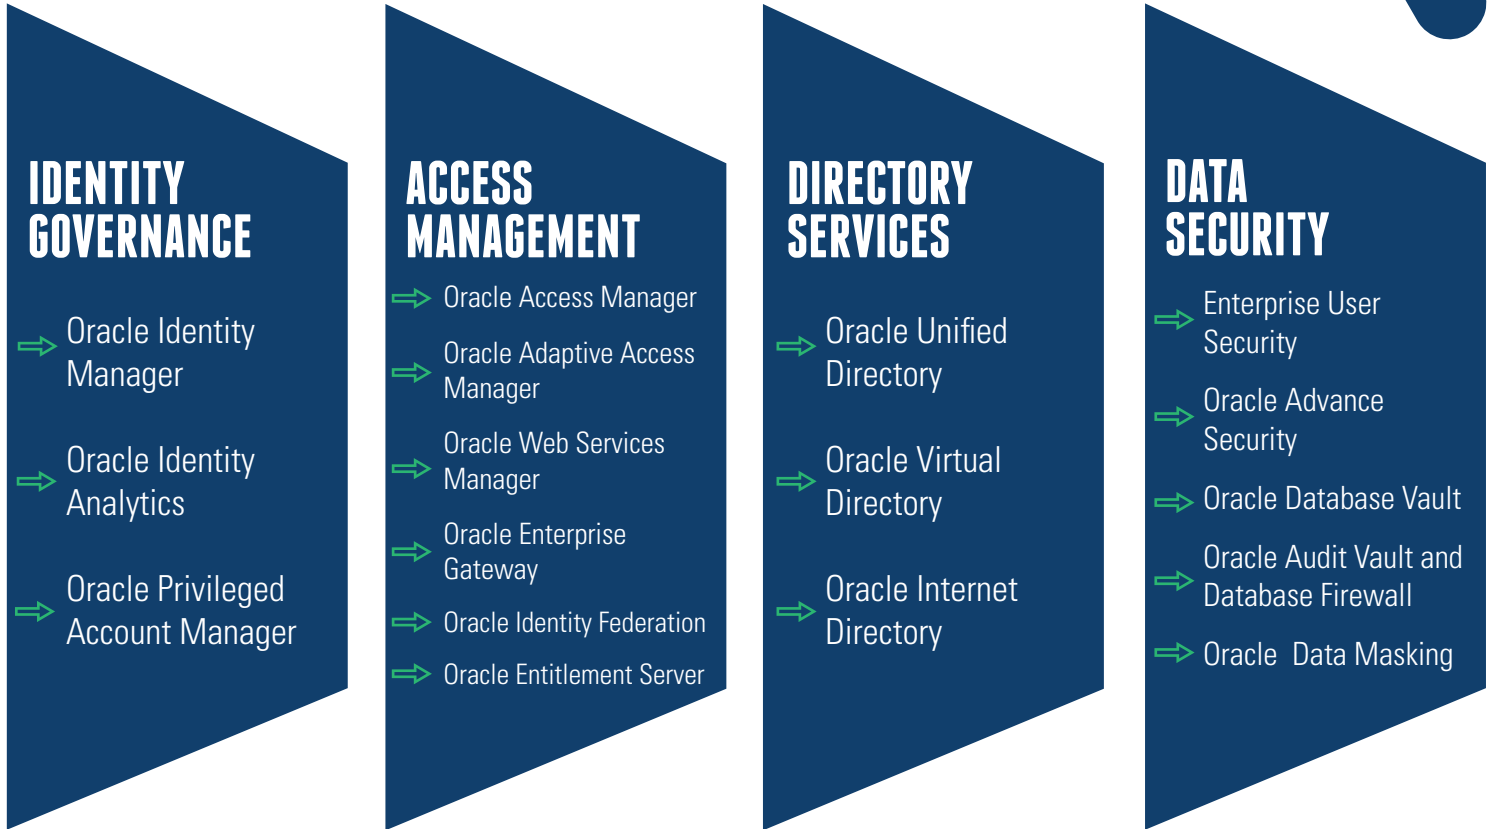 IDENTITY
GOVERNANCE
Oracle Identity
Manager
Oracle Identity
Analytics
Oracle Privileged
Account Manager
ACCESS
MANAGEMENT
Oracle Access Manager
Oracle Adaptive Access
Manager
Oracle Web Services
Manager
Oracle Enterprise
Gateway
Oracle Identity Federation
Oracle Entitlement Server
DIRECTORY
SERVICES
Oracle Unified
Directory
Oracle Virtual
Directory
Oracle Internet
Directory
DATA
SECURITY
Enterprise User
Security
Oracle Advance
Security
Oracle Database Vault
Oracle Audit Vault and
Database Firewall
Oracle  Data Masking